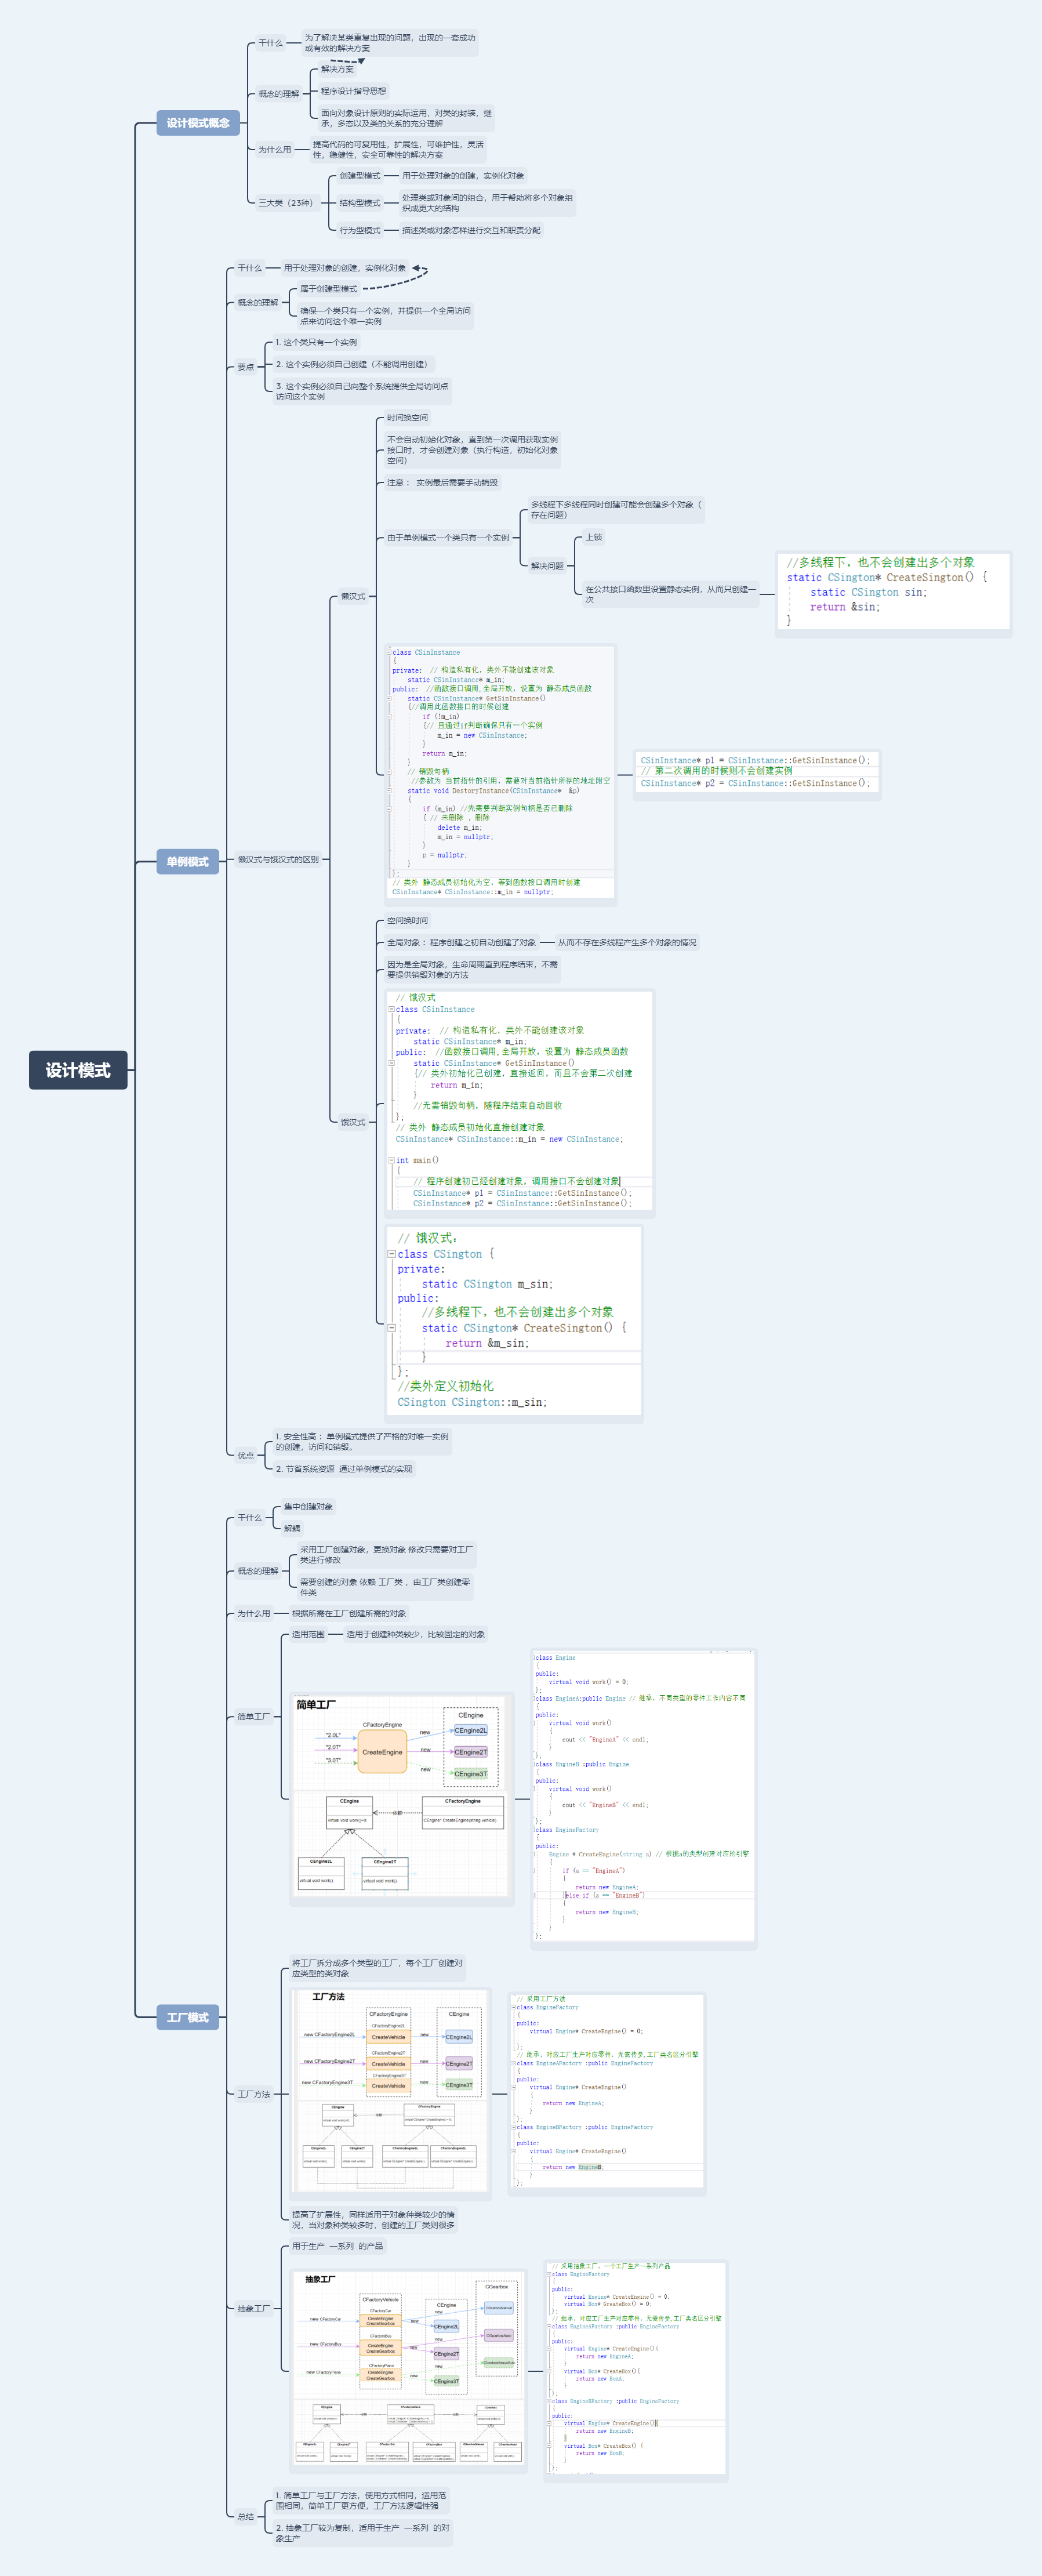 设计模式
设计模式概念
干什么
为了解决某类重复出现的问题，出现的一套成功
或有效的解决方案
概念的理解
解决方案
程序设计指导思想
面向对象设计原则的实际运用，对类的封装，继
承，多态以及类的关系的充分理解
为什么用
提高代码的可复用性，扩展性，可维护性，灵活
性，稳健性，安全可靠性的解决方案
三大类（23种）
创建型模式
用于处理对象的创建，实例化对象
结构型模式
处理类或对象间的组合，用于帮助将多个对象组
织成更大的结构
行为型模式
描述类或对象怎样进行交互和职责分配
单例模式
干什么
用于处理对象的创建，实例化对象
概念的理解
属于创建型模式
确保一个类只有一个实例，并提供一个全局访问
点来访问这个唯一实例
要点
1. 这个类只有一个实例
2. 这个实例必须自己创建（不能调用创建）
3. 这个实例必须自己向整个系统提供全局访问点
访问这个实例
懒汉式与饿汉式的区别
懒汉式
时间换空间
不会自动初始化对象，直到第一次调用获取实例
接口时，才会创建对象（执行构造，初始化对象
空间）
注意： 实例最后需要手动销毁
由于单例模式一个类只有一个实例
多线程下多线程同时创建可能会创建多个对象（
存在问题）
解决问题
上锁
在公共接口函数里设置静态实例，从而只创建一
次
//多线程下，也不会创建出多个对象
static CSington* CreateSington() {
static CSington sin;
return &sin;
}
class CSinInstance
{
private: // 构造私有化，类外不能创建该对象
static CSinInstance* m_in;
public: //函数接口调用,全局开放，设置为 静态成员函数
static CSinInstance* GetSinInstance()
{//调用此函数接口的时候创建
if (!m_in)
{// 且通过if判断确保只有一个实例
m_in = new CSinInstance;
}
return m_in;
}
// 销毁句柄
//参数为 当前指针的引用，需要对当前指针所存的地址附空
static void DestoryInstance(CSinInstance* &p)
{
if (m_in) //先需要判断实例句柄是否已删除
{ // 未删除 ，删除
delete m_in;
m_in = nullptr;
}
p = nullptr;
}
};
// 类外 静态成员初始化为空，等到函数接口调用时创建
CSinInstance* CSinInstance::m_in = nullptr;
CSinInstance* p1 = CSinInstance::GetSinInstance();
// 第二次调用的时候则不会创建实例
CSinInstance* p2 = CSinInstance::GetSinInstance();
饿汉式
空间换时间
全局对象：程序创建之初自动创建了对象
从而不存在多线程产生多个对象的情况
因为是全局对象，生命周期直到程序结束，不需
要提供销毁对象的方法
// 饿汉式
class CSinInstance
{
private: // 构造私有化，类外不能创建该对象
static CSinInstance* m_in;
public: //函数接口调用,全局开放，设置为 静态成员函数
static CSinInstance* GetSinInstance()
{// 类外初始化已创建，直接返回，而且不会第二次创建
return m_in;
}
//无需销毁句柄，随程序结束自动回收
};
// 类外 静态成员初始化直接创建对象
CSinInstance* CSinInstance::m_in = new CSinInstance;
int main()
{
// 程序创建初已经创建对象，调用接口不会创建对象
CSinInstance* p1 = CSinInstance::GetSinInstance();
CSinInstance* p2 = CSinInstance::GetSinInstance();
// 饿汉式：
class CSington {
private:
static CSington m_sin;
public:
//多线程下，也不会创建出多个对象
static CSington* CreateSington() {
return &m_sin;
}
};
//类外定义初始化
CSington CSington::m_sin;
优点
1. 安全性高： 单例模式提供了严格的对唯一实例
的创建，访问和销毁。
2. 节省系统资源 通过单例模式的实现
工厂模式
干什么
集中创建对象
解耦
概念的理解
采用工厂创建对象，更换对象 修改只需要对工厂
类进行修改
需要创建的对象 依赖 工厂类 ，由工厂类创建零
件类
为什么用
根据所需在工厂创建所需的对象
简单工厂
适用范围
适用于创建种类较少，比较固定的对象
简单工厂
CFactoryEngine
CEngine
"2.0L"
"2.0T"
"3.0T"
CreateEngine
new
CEngine2L
new
CEngine2T
new
CEngine3T
CEngine
virtual void work()=0;
CFactoryEngine
CEngine* CreateEngine(string vehicle)
CEngine2L
virtual void work()
CEngine2T
virtual void work()
class Engine
{
public:
virtual void work() = 0;
};
class EngineA:public Engine // 继承，不同类型的零件工作内容不同
{
public:
virtual void work()
{
cout << "EngineA" << endl;
}
};
class EngineB :public Engine
{
public:
virtual void work()
{
cout << "EngineB" << endl;
}
};
class EngineFactory
{
public:
Engine * CreateEngine(string a) // 根据a的类型创建对应的引擎
{
if (a == "EngineA")
{
return new EngineA;
}else if (a == "EngineB")
{
return new EngineB;
}
}
};
工厂方法
将工厂拆分成多个类型的工厂，每个工厂创建对
应类型的类对象
工厂方法
CFactoryEngine
CEngine
CFactoryEngine2L
new CFactoryEngine2L
CreateVehicle
new
CEngine2L
CFactoryEngine2T
new CFactoryEngine2T
CreateVehicle
new
CEngine2T
CFactoryEngine3T
new CFactoryEngine3T
CreateVehicle
new
CEngine3T
// 采用工厂方法
class EngineFactory
{
public:
virtual Engine* CreateEngine() = 0;
};
// 继承，对应工厂生产对应零件，无需传参,工厂类名区分引擎
class EngineAFactory :public EngineFactory
{
public:
virtual Engine* CreateEngine()
{
return new EngineA;
}
};
class EngineBFactory :public EngineFactory
{
public:
virtual Engine* CreateEngine()
{
return new EngineB;
}
};
提高了扩展性，同样适用于对象种类较少的情
况，当对象种类较多时，创建的工厂类则很多
抽象工厂
用于生产 一系列 的产品
抽象工厂
CFactoryVehicle
CEngine
CGearbox
CFactoryCar
new CFactoryCar
CreateEngine
CreateGearbox
new
new
CEngine2L
CFactoryBus
new CFactoryBus
CreateEngine
CreateGearbox
new
new
CEngine2T
CreateEngine
CreateGearbox
new
new
CEngine3T
// 采用抽象工厂，一个工厂生产一系列产品
class EngineFactory
{
public:
virtual Engine* CreateEngine() = 0;
virtual Box* CreateBox() = 0;
};
// 继承，对应工厂生产对应零件，无需传参,工厂类名区分引擎
class EngineAFactory :public EngineFactory
{
public:
virtual Engine* CreateEngine(){
return new EngineA;
}
virtual Box* CreateBox(){
return new BoxA;
}
};
class EngineBFactory :public EngineFactory
{
public:
virtual Engine* CreateEngine(){
return new EngineB;
}
virtual Box* CreateBox() {
return new BoxB;
}
};
总结
1. 简单工厂与工厂方法，使用方式相同，适用范
围相同，简单工厂更方便，工厂方法逻辑性强
2. 抽象工厂较为复制，适用于生产 一系列 的对
象生产